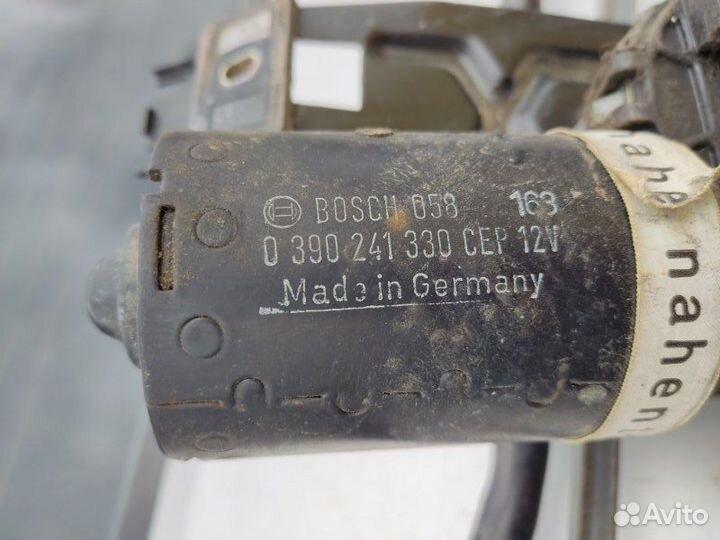 BOSCH 058 163
0 390 241 330 CEP 12V
Made in Germany
nahe
nahen
Avito